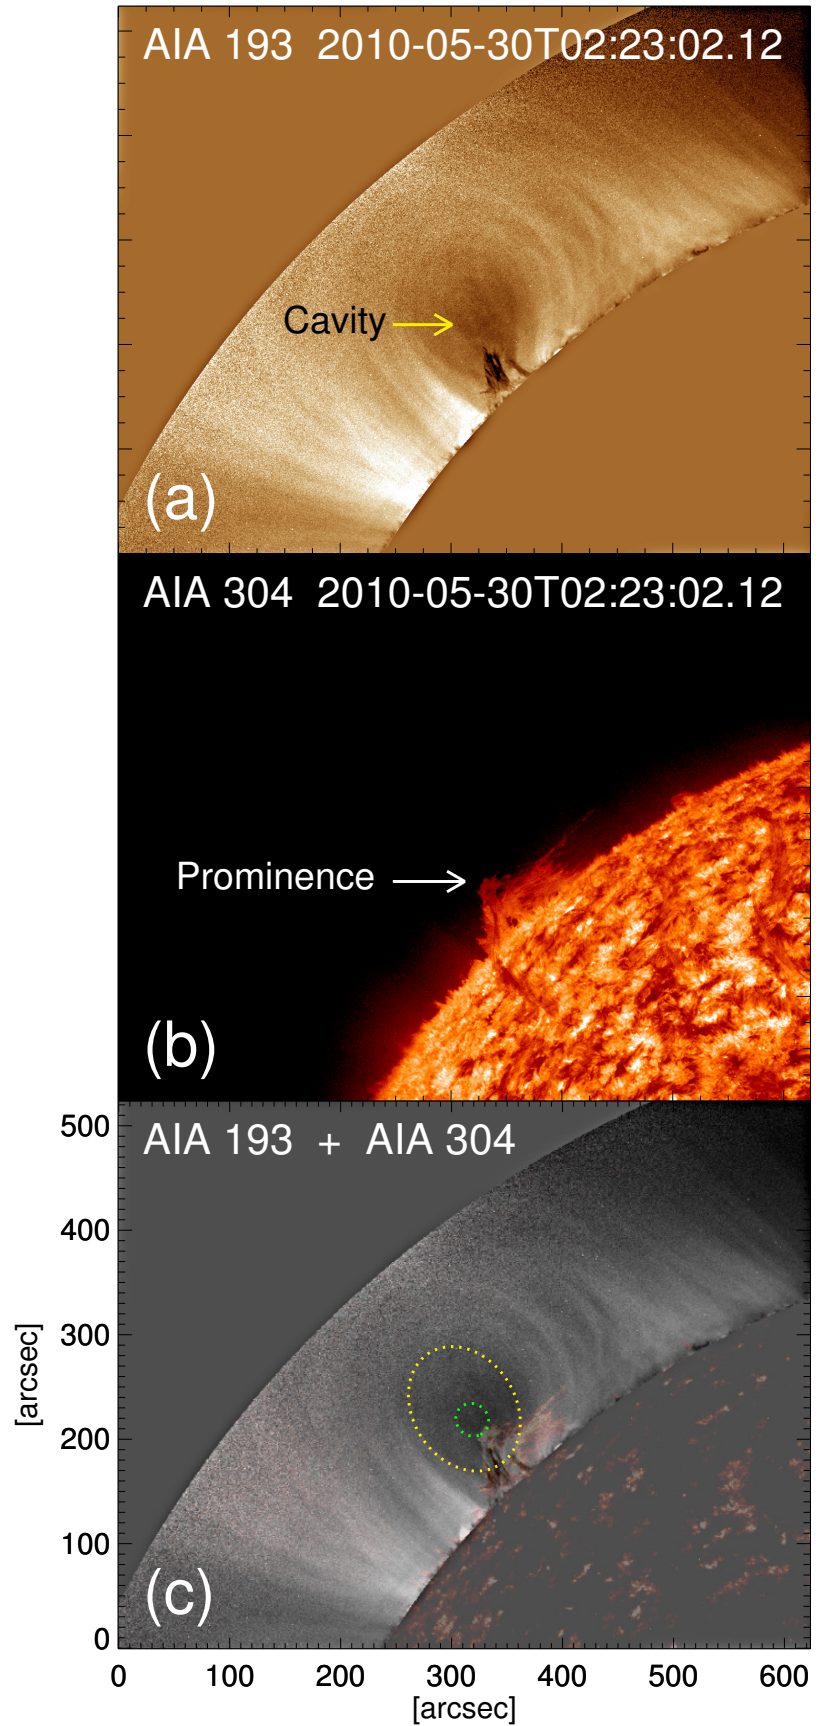 AIA 193  2010-05-30T02:23:02.12
Cavity
(a)
AIA 304  2010-05-30T02:23:02.12
Prominence
(b)
AIA 193 + AIA 304
500
400
300
200
100
0
[arcsec]
(c)
0 100 200 300 400 500 600
[arcsec]